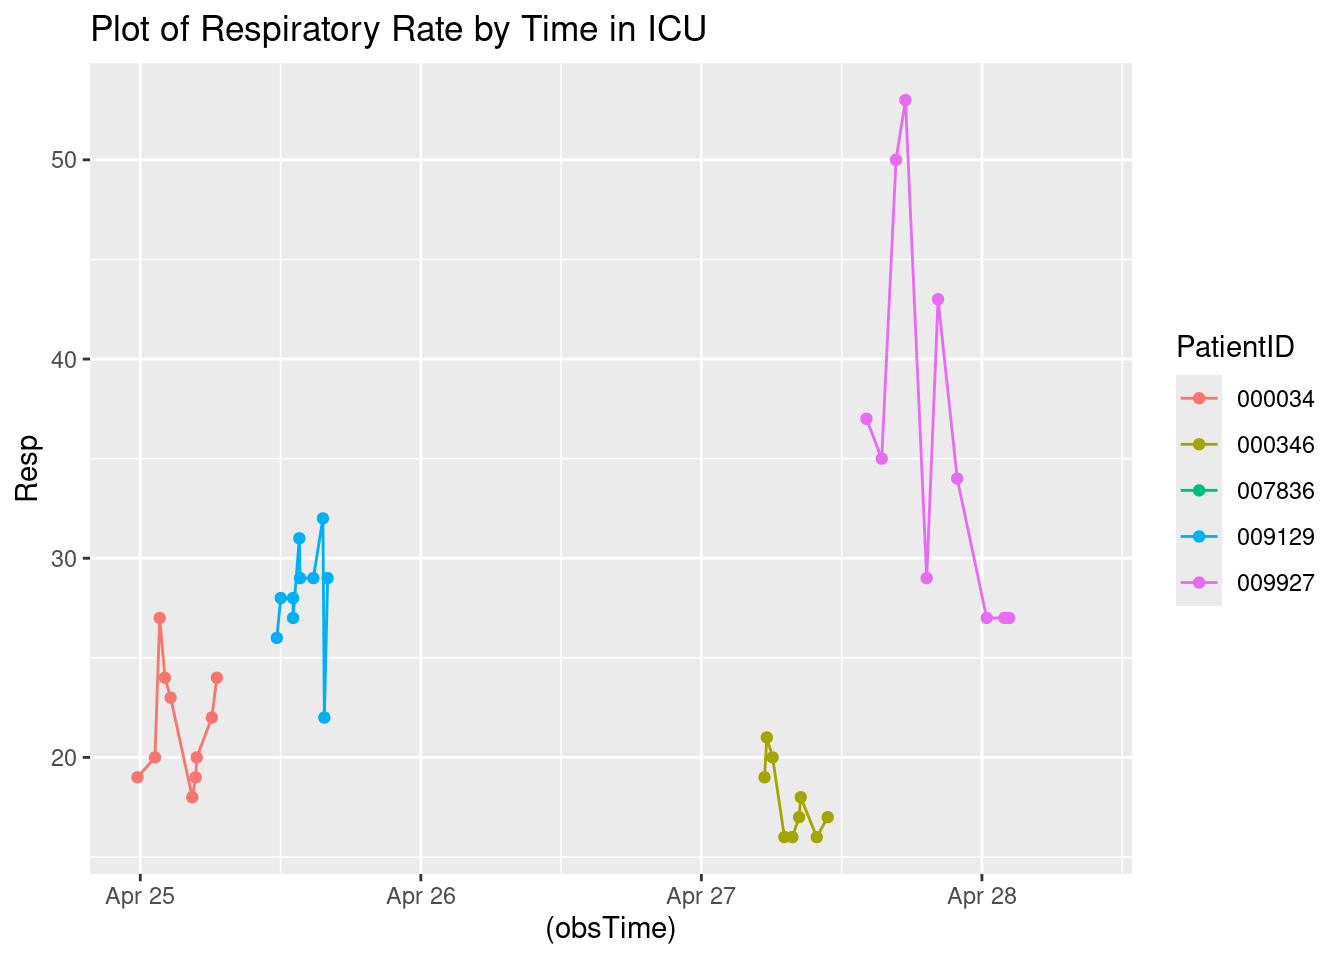 Plot of Respiratory Rate by Time in ICU
50
40
30
20
Resp
Apr 25
Apr 26
Apr 27
Apr 28
(obsTime)
PatientID
000034
000346
007836
009129
009927